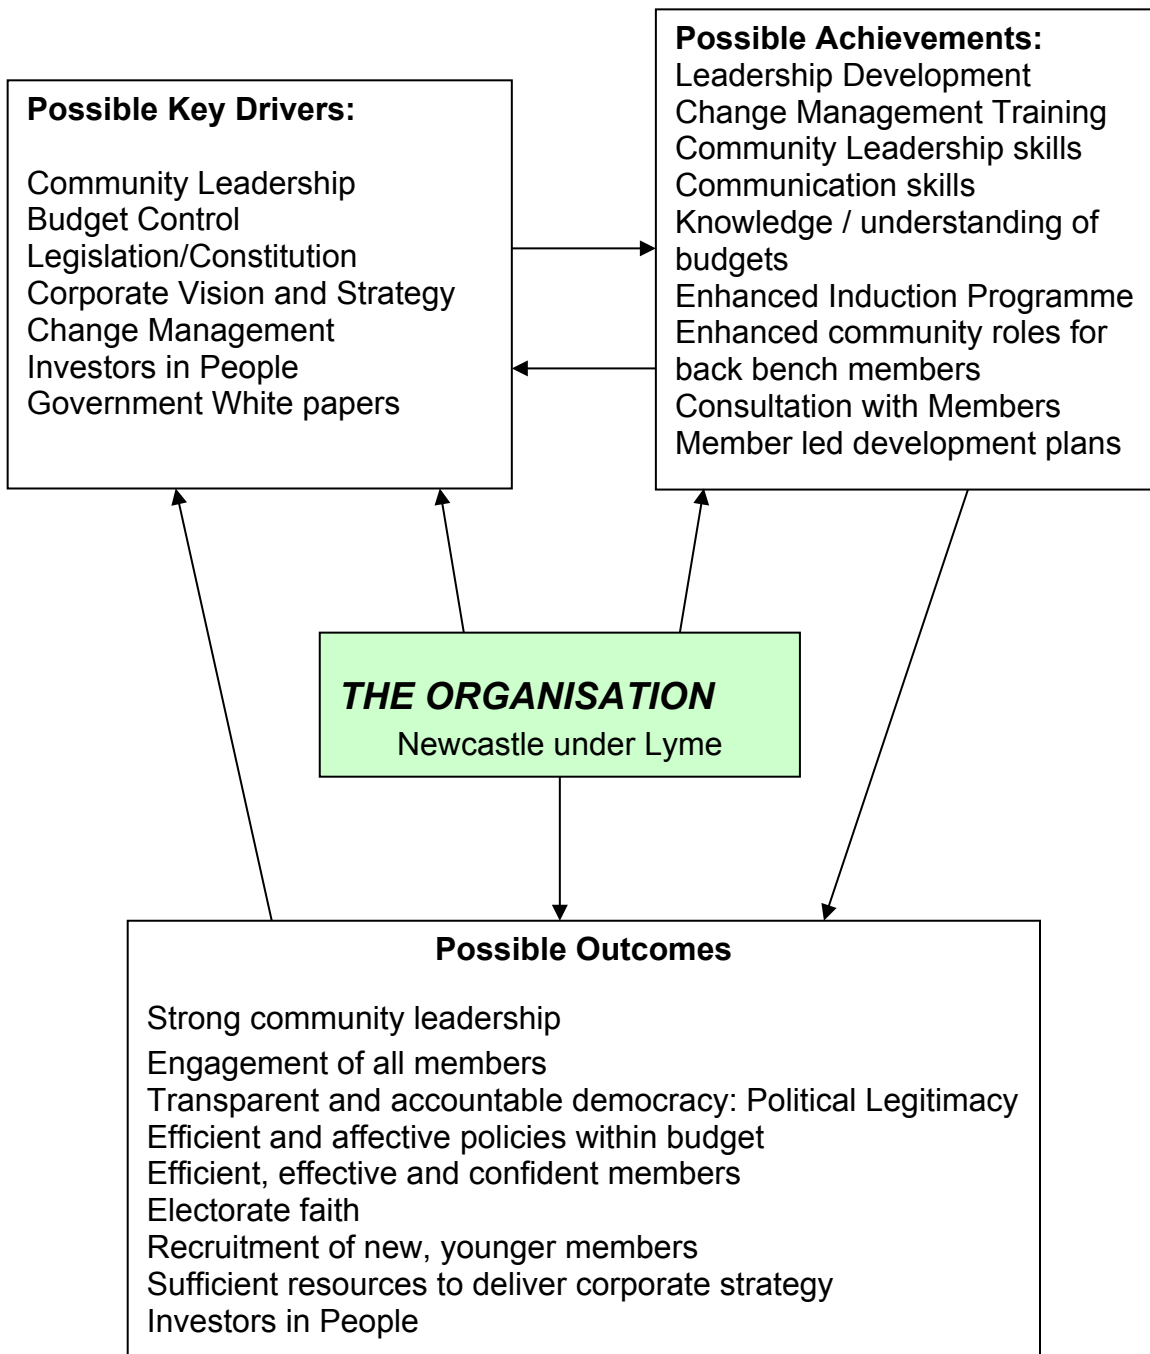 Possible Key Drivers:
Community Leadership
Budget Control
Legislation/Constitution
Corporate Vision and Strategy
Change Management
Investors in People
Government White papers
Possible Achievements:
Leadership Development
Change Management Training
Community Leadership skills
Communication skills
Knowledge / understanding of
budgets
Enhanced Induction Programme
Enhanced community roles for
back bench members
Consultation with Members
Member led development plans
THE ORGANISATION
Newcastle under Lyme
Possible Outcomes
Strong community leadership
Engagement of all members
Transparent and accountable democracy: Political Legitimacy
Efficient and affective policies within budget
Efficient, effective and confident members
Electorate faith
Recruitment of new, younger members
Sufficient resources to deliver corporate strategy
Investors in People